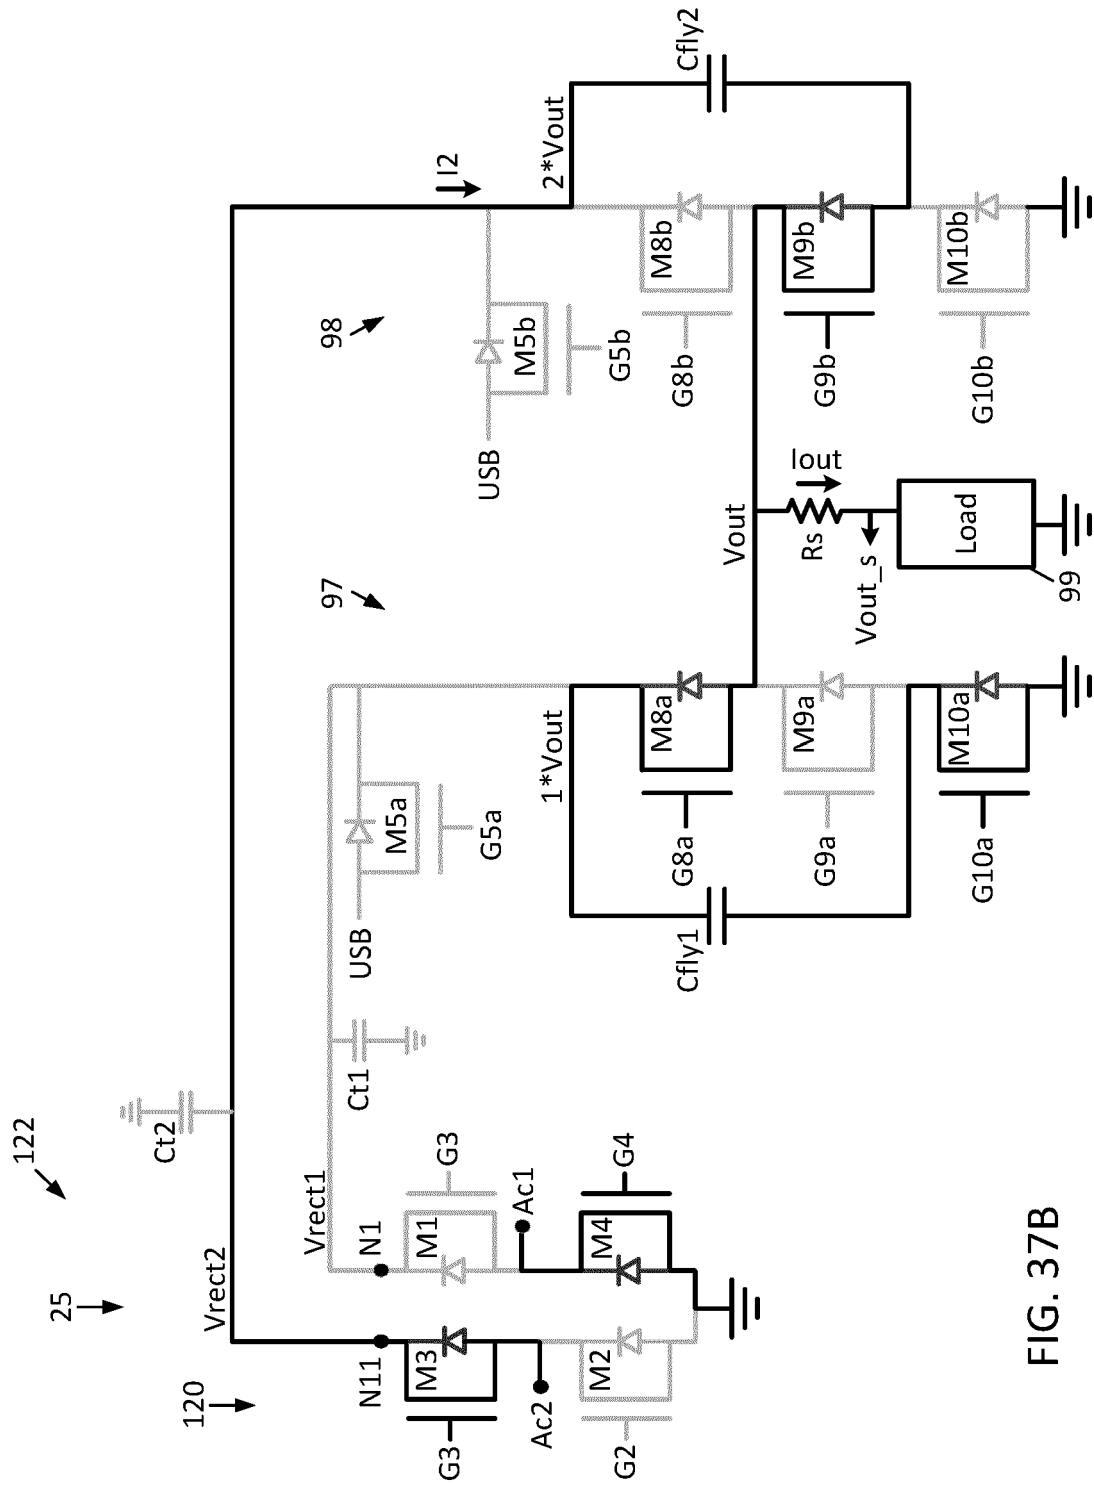 122
25
120
Ct2
Vrect2
Vrect1
N11
N1
Ct1
M3
M1
G3
G3
Ac2
Ac1
M2
M4
G2
G4
97
98
I2
USB
M5a
G5a
USB
M5b
G5b
1*Vout
2*Vout
Cfly1
Cfly2
G8a
M8a
G8b
M8b
Vout
G9a
M9a
Rs
Iout
G9b
M9b
Vout_s
G10a
M10a
Load
99
G10b
M10b
FIG. 37B